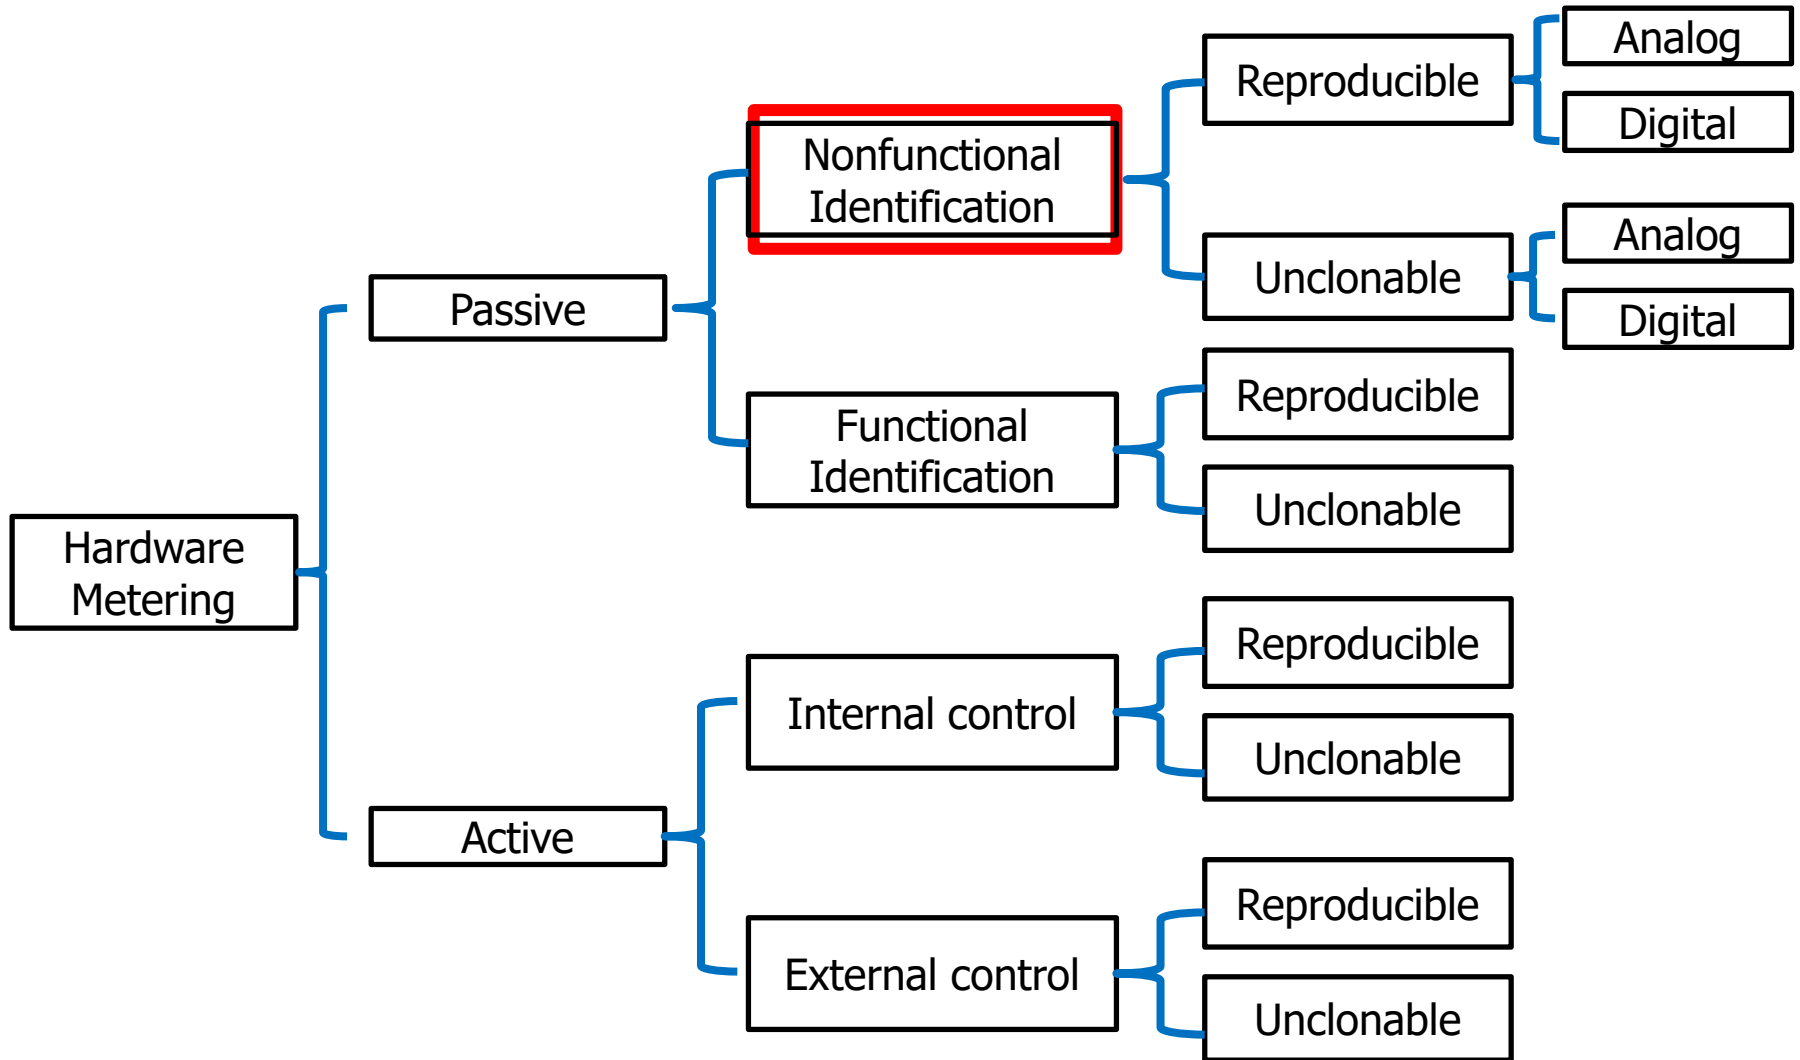 Hardware
Metering
Passive
Nonfunctional
Identification
Reproducible
Analog
Digital
Unclonable
Analog
Digital
Functional
Identification
Reproducible
Unclonable
Active
Internal control
Reproducible
Unclonable
External control
Reproducible
Unclonable